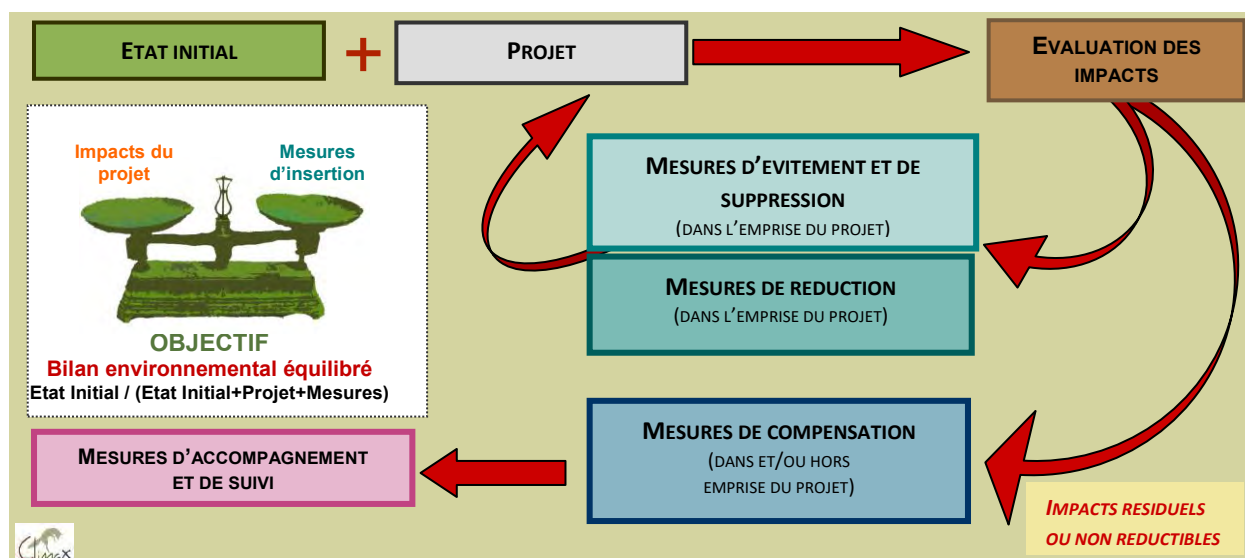 ETAT INITIAL
+
PROJET
EVALUATION DES
IMPACTS
Impacts du
projet
Mesures
d'insertion
OBJECTIF
Bilan environnemental équilibré
Etat Initial / (Etat Initial+Projet+Mesures)
MESURES D'EVITEMENT ET DE
SUPPRESSION
(DANS L'EMPRISE DU PROJET)
MESURES DE REDUCTION
(DANS L'EMPRISE DU PROJET)
MESURES DE COMPENSATION
(DANS ET/OU HORS
EMPRISE DU PROJET)
MESURES D'ACCOMPAGNEMENT
ET DE SUIVI
IMPACTS RESIDUELS
OU NON REDUCTIBLES